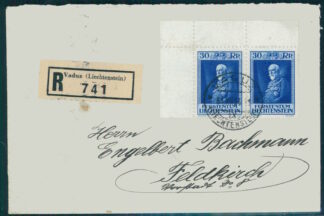 30 Rp 30 Rp
FÜRSTENTUM LIECHTENSTEIN FÜRSTENTUM LIECHTENSTEIN
R Vaduz (Liechtenstein)
741
Herrn
Engelbert Bachmann
Feldkirch